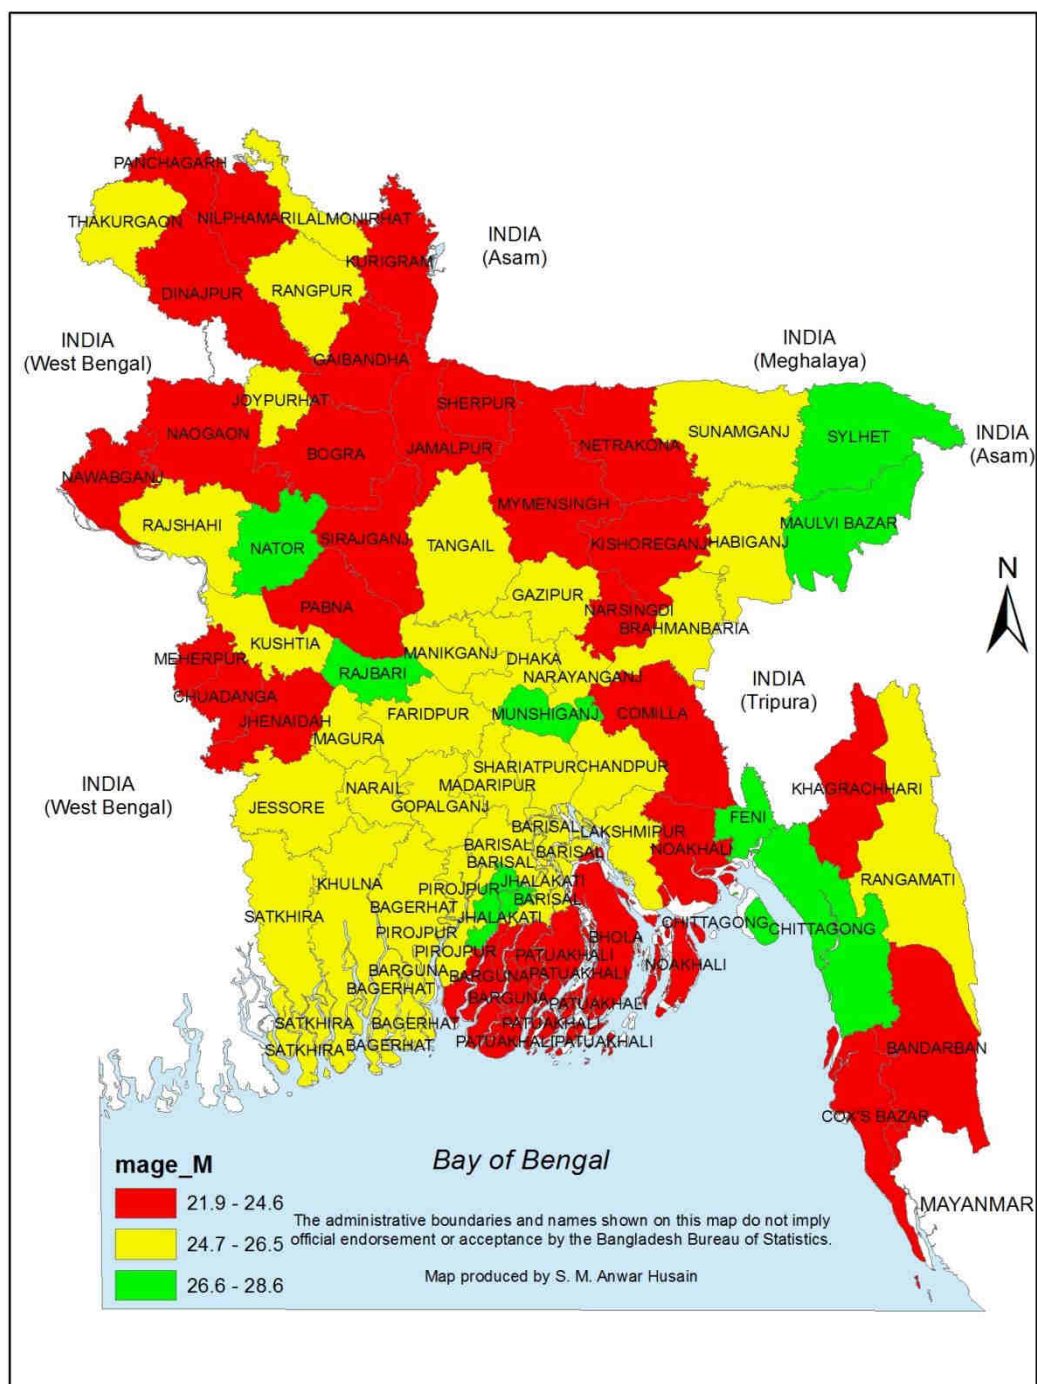 PANCHAGARH
THAKURGAON
NILPHAMARI
LALMONIRHAT
INDIA
(Asam)
KURIGRAM
DINAJPUR
RANGPUR
INDIA
(West Bengal)
GAIBANDHA
INDIA
(Meghalaya)
JOYPURHAT
SHERPUR
NAOGAON
BOGRA
JAMALPUR
NETRAKONA
SUNAMGANJ
SYLHET
INDIA
(Asam)
NAWABGANJ
MYMENSINGH
RAJSHAHI
NATOR
SIRAJGANJ
TANGAIL
KISHOREGANJ
HABIGANJ
MAULVI BAZAR
N
GAZIPUR
PABNA
NARSINGDI
BRAHMANBARIA
KUSHTIA
MEHERPUR
RAJBARI
MANIKGANJ
DHAKA
NARAYANGANJ
INDIA
(Tripura)
CHUADANGA
JHENAIDAH
FARIDPUR
MUNSHIGANJ
COMILLA
MAGURA
SHARIATPUR
CHANDPUR
INDIA
(West Bengal)
JESSORE
NARAIL
MADARIPUR
GOPALGANJ
KHAGRACHHARI
FENI
BARISAL
LAKSHMIPUR
BARISAL
BARISAL
NOAKHALI
BARISAL
KHULNA
PIROJPUR
JHALAKATI
RANGAMATI
BARISAL
BAGERHAT
SATKHIRA
JHALAKATI
CHITTAGONG
CHITTAGONG
PIROJPUR
BHOLA
PIROJPUR
PATUAKHALI
NOAKHALI
BARGUNA
BARGUNA
PATUAKHALI
BAGERHAT
BARGUNA
PATUAKHALI
SATKHIRA
BAGERHAT
PATUAKHALI
SATKHIRA
BAGERHAT
PATUAKHALI
PATUAKHALI
BANDARBAN
COX'S BAZAR
Bay of Bengal
MAYANMAR
mage_M
21.9 - 24.6
24.7 - 26.5
26.6 - 28.6
The administrative boundaries and names shown on this map do not imply
official endorsement or acceptance by the Bangladesh Bureau of Statistics.
Map produced by S. M. Anwar Husain